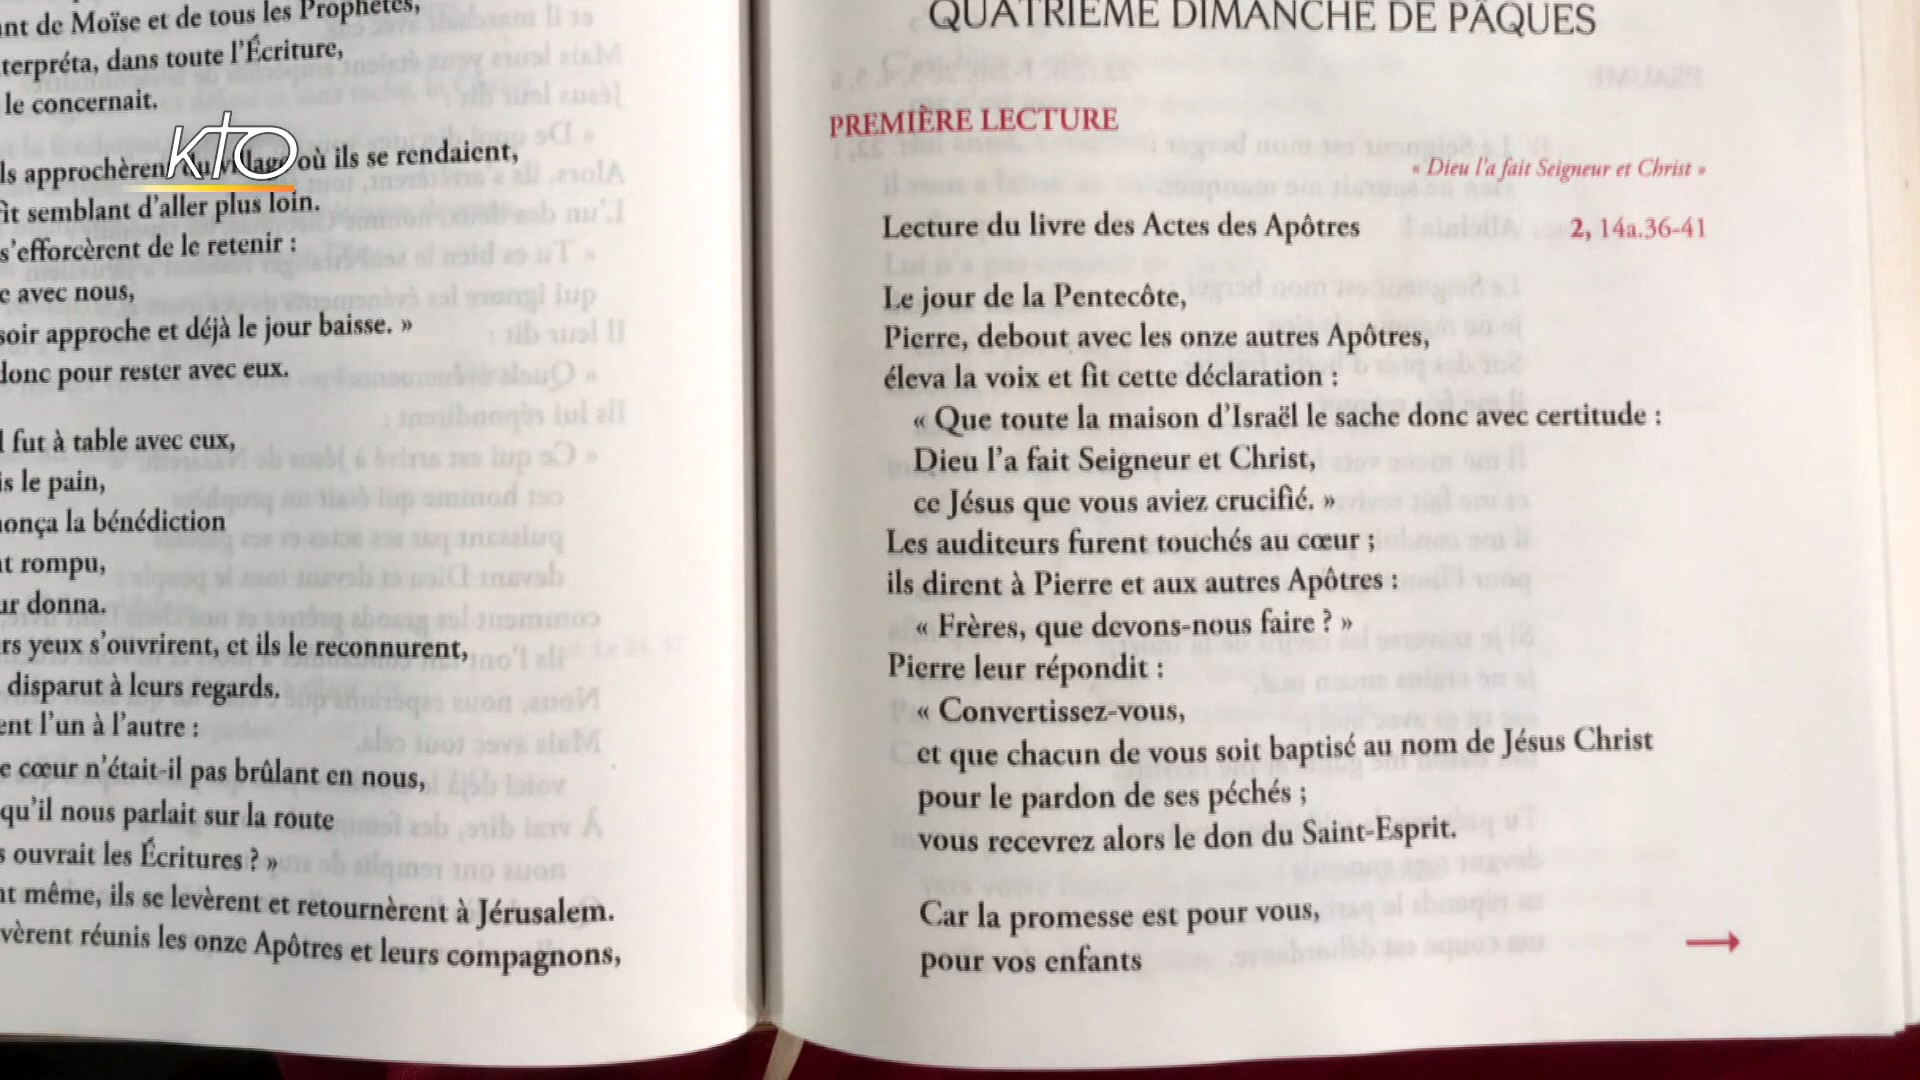 ant de Moïse et de tous les Prophètes,
terpréta, dans toute l'Écriture,
le concernait.
ls approchèrent du village où ils se rendaient,
fit semblant d'aller plus loin.
s'efforcèrent de le retenir :
c avec nous,
soir approche et déjà le jour baisse. »
donc pour rester avec eux.
l fut à table avec eux,
is le pain,
nonça la bénédiction
t rompu,
ur donna.
rs yeux s'ouvrirent, et ils le reconnurent,
disparut à leurs regards.
ent l'un à l'autre :
e cœur n'était-il pas brûlant en nous,
qu'il nous parlait sur la route
s ouvrait les Écritures ? »
nt même, ils se levèrent et retournèrent à Jérusalem.
vèrent réunis les onze Apôtres et leurs compagnons,
KTO
QUATRIÈME DIMANCHE DE PÂQUES
PREMIÈRE LECTURE
« Dieu l'a fait Seigneur et Christ »
Lecture du livre des Actes des Apôtres 2, 14a.36-41
Le jour de la Pentecôte,
Pierre, debout avec les onze autres Apôtres,
éleva la voix et fit cette déclaration :
« Que toute la maison d'Israël le sache donc avec certitude :
Dieu l'a fait Seigneur et Christ,
ce Jésus que vous aviez crucifié. »
Les auditeurs furent touchés au cœur ;
ils dirent à Pierre et aux autres Apôtres :
« Frères, que devons-nous faire ? »
Pierre leur répondit :
« Convertissez-vous,
et que chacun de vous soit baptisé au nom de Jésus Christ
pour le pardon de ses péchés ;
vous recevrez alors le don du Saint-Esprit.
Car la promesse est pour vous,
pour vos enfants